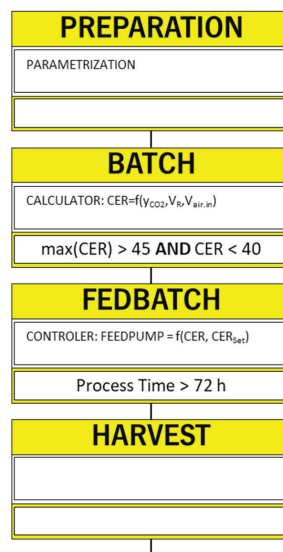 PREPARATION
PARAMETRIZATION
BATCH
CALCULATOR: CER=f(yCO2,VR,Vair.in)
max(CER) > 45 AND CER < 40
FEDBATCH
CONTROLER: FEEDPUMP = f(CER, CERSet)
Process Time > 72 h
HARVEST